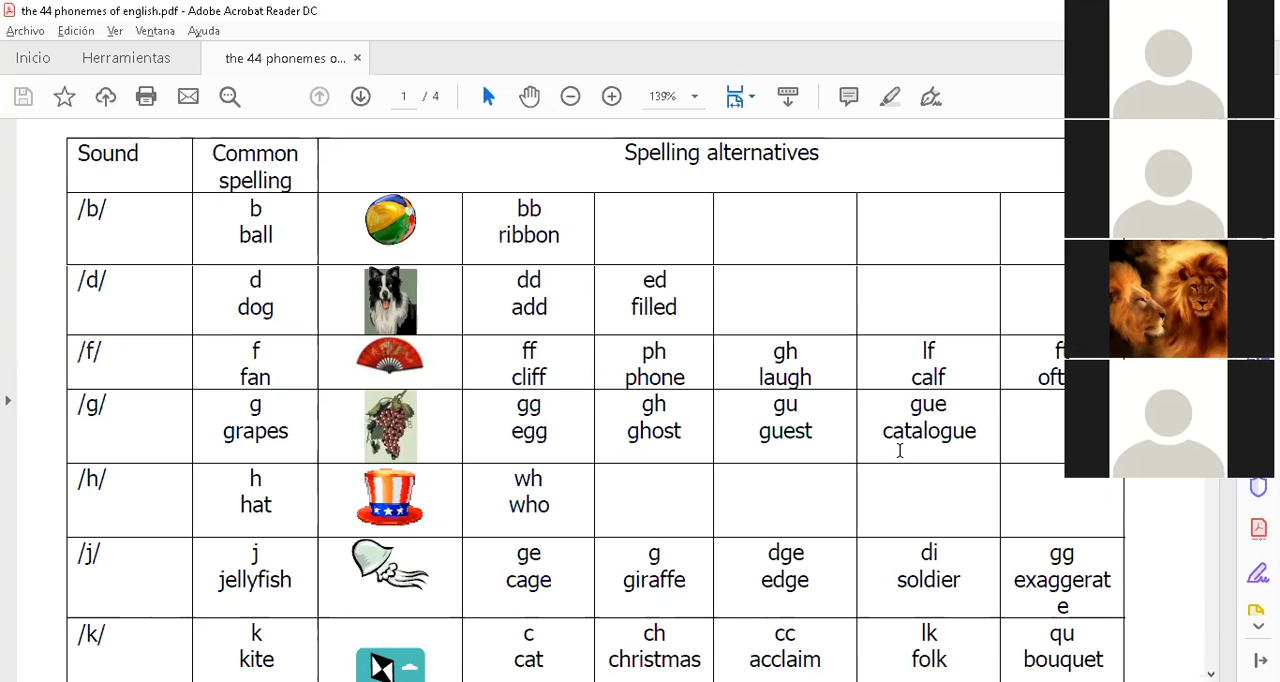 the 44 phonemes of english.pdf - Adobe Acrobat Reader DC
Archivo Edición Ver Ventana Ayuda
Inicio Herramientas the 44 phonemes o... ×
1 / 4 139%
Sound Common spelling Spelling alternatives
/b/ b bb
ball ribbon
/d/ d dd ed
dog add filled
/f/ f ff ph gh lf
fan cliff phone laugh calf
/g/ g gg gh gu gue
grapes egg ghost guest catalogue
/h/ h wh
hat who
/j/ j ge g dge di gg
jellyfish cage giraffe edge soldier exaggerat
e
/k/ k c ch cc lk qu
kite cat christmas acclaim folk bouquet